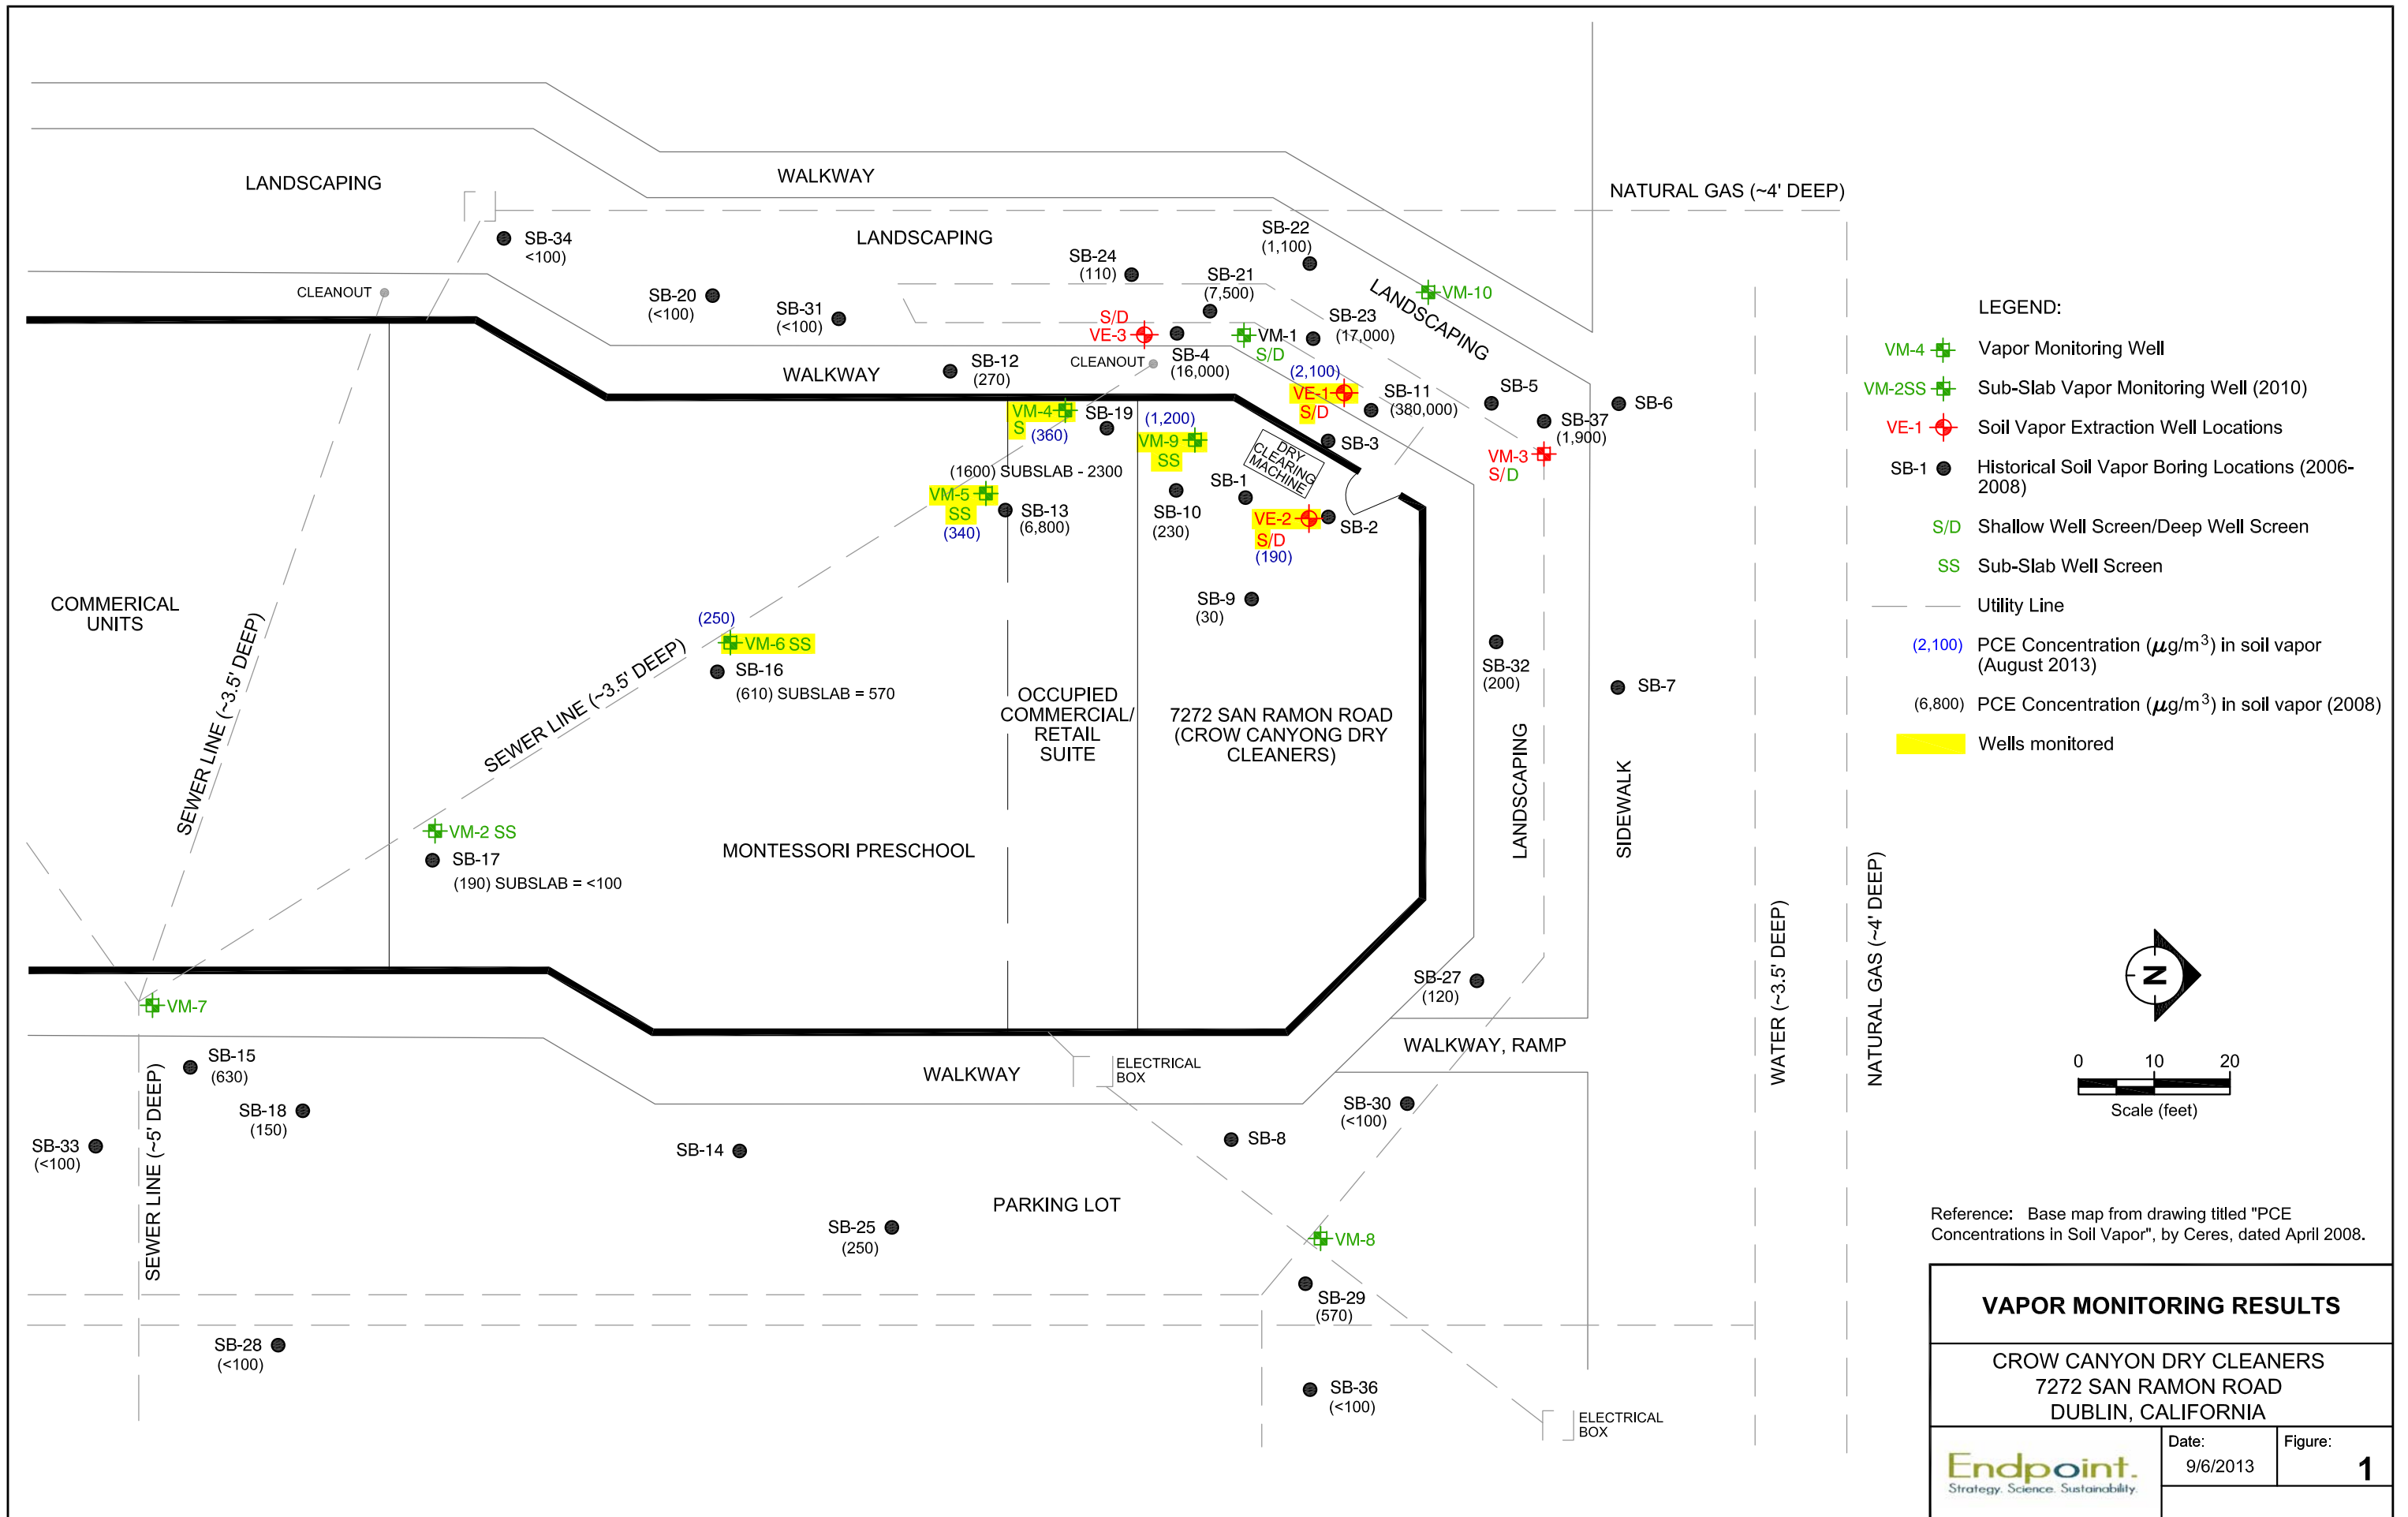 LANDSCAPING
WALKWAY
NATURAL GAS (~4' DEEP)
SB-34
<100)
LANDSCAPING
SB-22
(1,100)
SB-24
(110)
SB-21
(7,500)
CLEANOUT
SB-20
(<100)
SB-31
(<100)
LANDSCAPING
VM-10
S/D
VE-3
SB-4
(16,000)
VM-1
S/D
SB-23
(17,000)
CLEANOUT
WALKWAY
SB-12
(270)
(2,100)
VE-1
S/D
SB-11
(380,000)
SB-5
SB-6
SB-37
(1,900)
VM-3
S/D
VM-4
S
(360)
SB-19
(1,200)
VM-9
SS
SB-3
DRY
CLEARING
MACHINE
(1600) SUBSLAB - 2300
VM-5
SS
(340)
SB-13
(6,800)
SB-10
(230)
SB-1
VE-2
S/D
(190)
SB-2
SB-9
(30)
COMMERICAL
UNITS
SEWER LINE (~3.5' DEEP)
(250)
VM-6 SS
SB-16
(610) SUBSLAB = 570
SEWER LINE (~3.5' DEEP)
OCCUPIED
COMMERCIAL/
RETAIL
SUITE
7272 SAN RAMON ROAD
(CROW CANYONG DRY
CLEANERS)
SB-32
(200)
SB-7
LANDSCAPING
SIDEWALK
VM-2 SS
SB-17
(190) SUBSLAB = <100
MONTESSORI PRESCHOOL
WATER (~3.5' DEEP)
NATURAL GAS (~4' DEEP)
VM-7
SB-27
(120)
WALKWAY, RAMP
SB-15
(630)
SB-18
(150)
SB-33
(<100)
SEWER LINE (~5' DEEP)
WALKWAY
ELECTRICAL
BOX
SB-30
(<100)
SB-14
SB-8
PARKING LOT
SB-25
(250)
VM-8
SB-29
(570)
SB-28
(<100)
SB-36
(<100)
ELECTRICAL
BOX
LEGEND:
VM-4 Vapor Monitoring Well
VM-2SS Sub-Slab Vapor Monitoring Well (2010)
VE-1 Soil Vapor Extraction Well Locations
SB-1 Historical Soil Vapor Boring Locations (2006-
2008)
S/D Shallow Well Screen/Deep Well Screen
SS Sub-Slab Well Screen
Utility Line
(2,100) PCE Concentration (µg/m³) in soil vapor
(August 2013)
(6,800) PCE Concentration (µg/m³) in soil vapor (2008)
Wells monitored
N
0 10 20
Scale (feet)
Reference: Base map from drawing titled "PCE
Concentrations in Soil Vapor", by Ceres, dated April 2008.
VAPOR MONITORING RESULTS
CROW CANYON DRY CLEANERS
7272 SAN RAMON ROAD
DUBLIN, CALIFORNIA
Endpoint.
Strategy. Science. Sustainability.
Date:
9/6/2013
Figure:
1